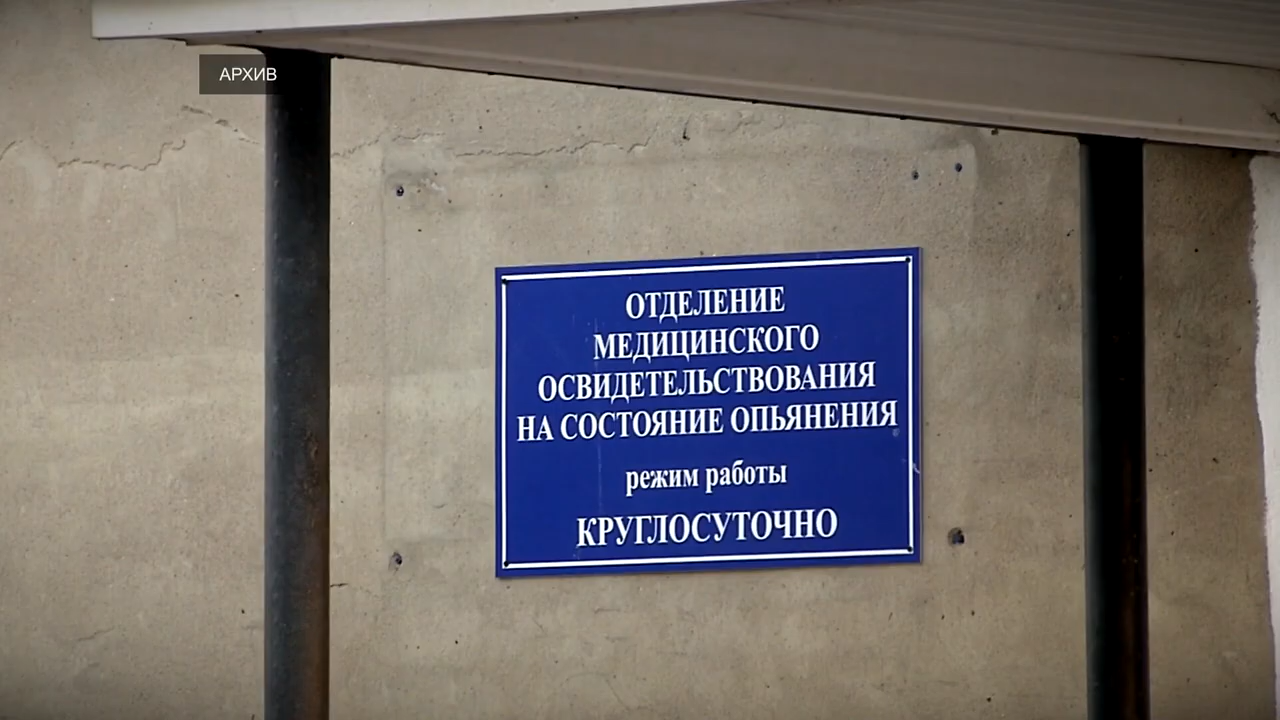 АРХИВ
ОТДЕЛЕНИЕ
МЕДИЦИНСКОГО
ОСВИДЕТЕЛЬСТВОВАНИЯ
НА СОСТОЯНИЕ ОПЬЯНЕНИЯ
режим работы
КРУГЛОСУТОЧНО